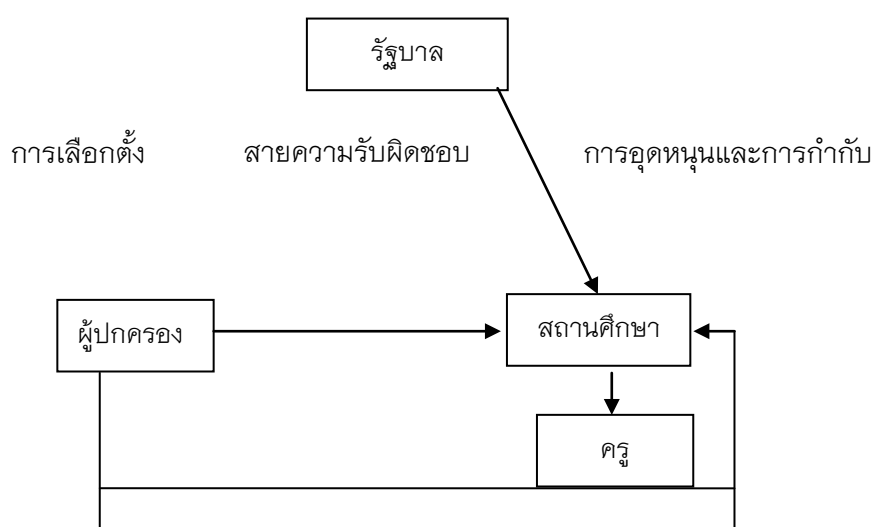 รัฐบาล
การเลือกตั้ง สายความรับผิดชอบ การอุดหนุนและการกำกับ
ผู้ปกครอง สถานศึกษา
ครู